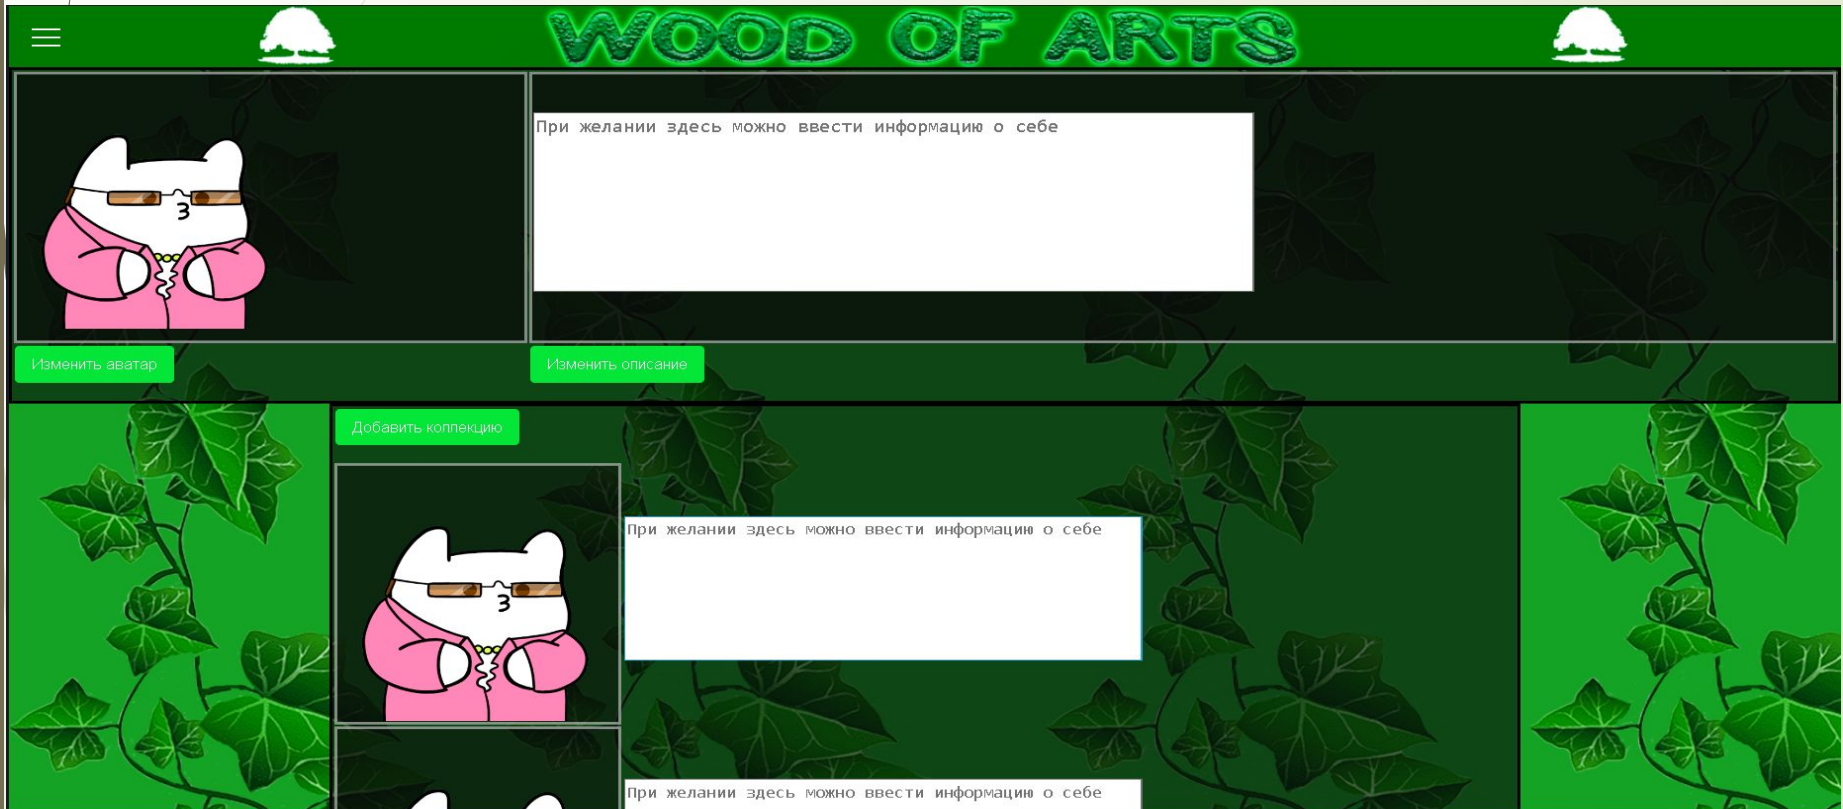 WOOD OF ARTS
При желании здесь можно ввести информацию о себе
Изменить аватар
Изменить описание
Добавить коллекцию
При желании здесь можно ввести информацию о себе
При желании здесь можно ввести информацию о себе